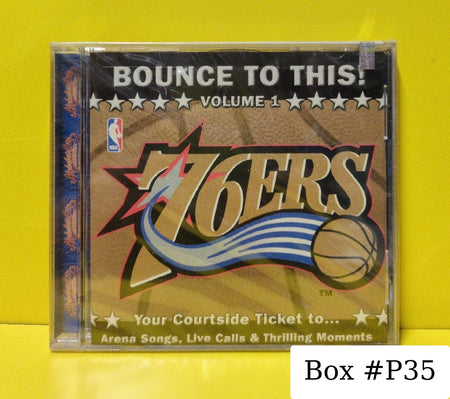 BOUNCE TO THIS!
VOLUME 1
NBA
76ERS
TM
Your Courtside Ticket to...
Arena Songs, Live Calls & Thrilling Moments
Box #P35